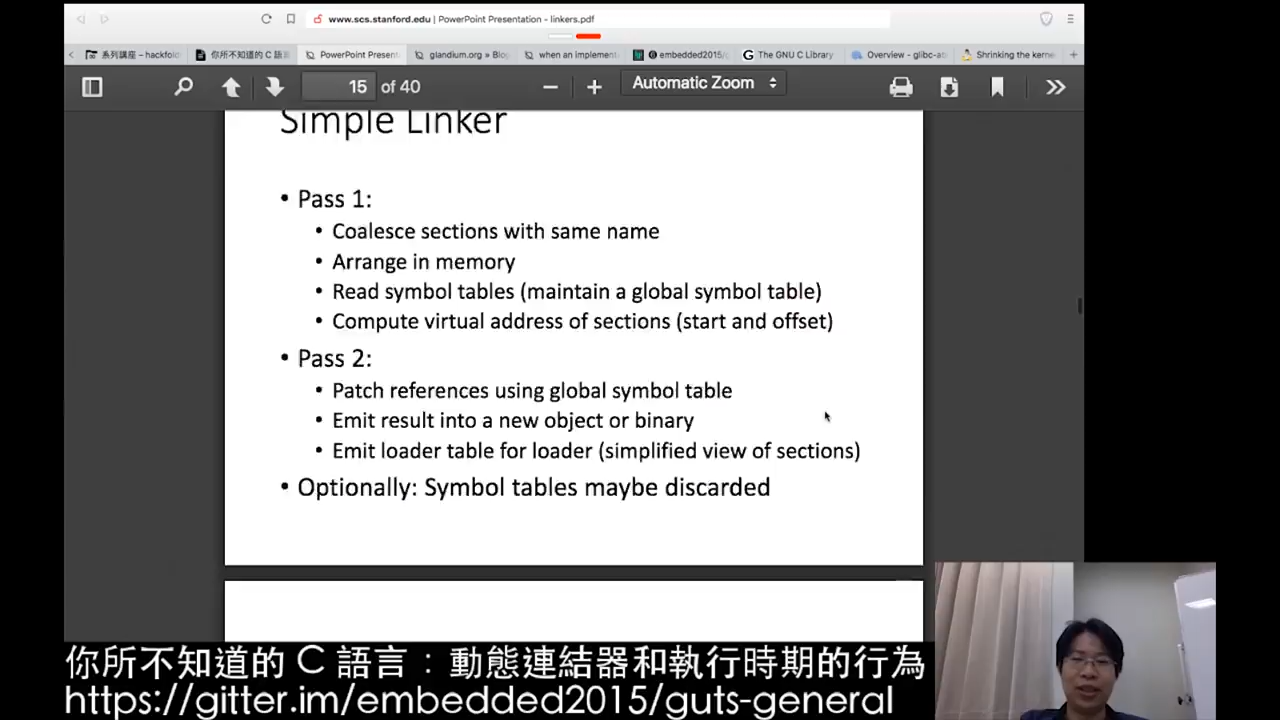 www.scs.stanford.edu | PowerPoint Presentation - linkers.pdf
系列講座 – hackfold
你所不知道的 C 語言
PowerPoint Present
glandium.org » Blog
when an implement
embedded2015/g
The GNU C Library
Overview - glibc-ab
Shrinking the kerne
15 of 40
Automatic Zoom
Simple Linker
• Pass 1:
• Coalesce sections with same name
• Arrange in memory
• Read symbol tables (maintain a global symbol table)
• Compute virtual address of sections (start and offset)
• Pass 2:
• Patch references using global symbol table
• Emit result into a new object or binary
• Emit loader table for loader (simplified view of sections)
• Optionally: Symbol tables maybe discarded
你所不知道的 C 語言：動態連結器和執行時期的行為
https://gitter.im/embedded2015/guts-general